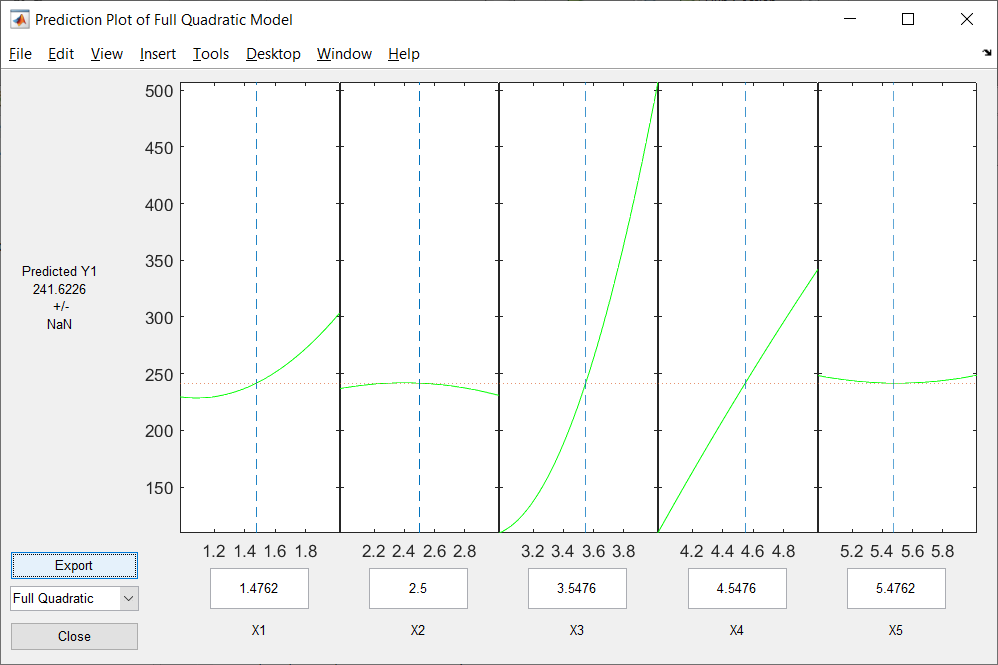 Prediction Plot of Full Quadratic Model
File Edit View Insert Tools Desktop Window Help
500
450
400
350
300
250
200
150
Predicted Y1
241.6226
+/-
NaN
1.2 1.4 1.6 1.8 2.2 2.4 2.6 2.8 3.2 3.4 3.6 3.8 4.2 4.4 4.6 4.8 5.2 5.4 5.6 5.8
Export
Full Quadratic
Close
1.4762 2.5 3.5476 4.5476 5.4762
X1 X2 X3 X4 X5